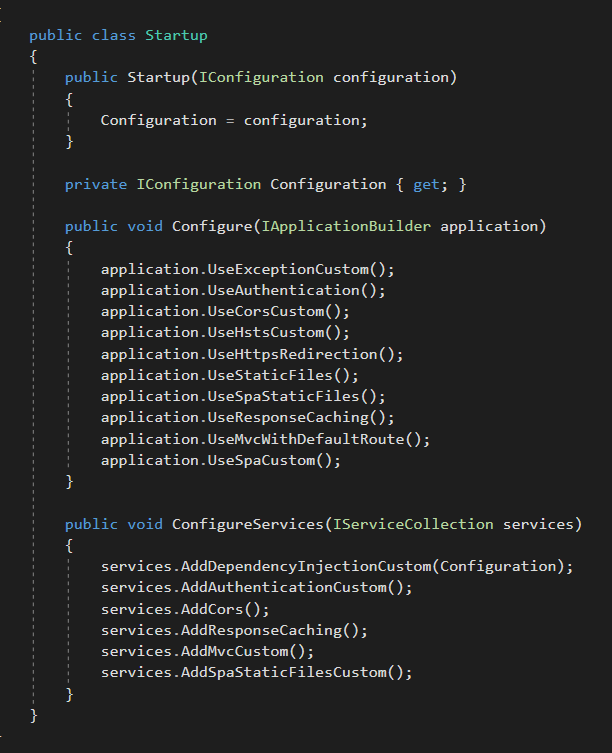 public class Startup
{
public Startup(IConfiguration configuration)
{
Configuration = configuration;
}
private IConfiguration Configuration { get; }
public void Configure(IApplicationBuilder application)
{
application.UseExceptionCustom();
application.UseAuthentication();
application.UseCorsCustom();
application.UseHstsCustom();
application.UseHttpsRedirection();
application.UseStaticFiles();
application.UseSpaStaticFiles();
application.UseResponseCaching();
application.UseMvcWithDefaultRoute();
application.UseSpaCustom();
}
public void ConfigureServices(IServiceCollection services)
{
services.AddDependencyInjectionCustom(Configuration);
services.AddAuthenticationCustom();
services.AddCors();
services.AddResponseCaching();
services.AddMvcCustom();
services.AddSpaStaticFilesCustom();
}
}